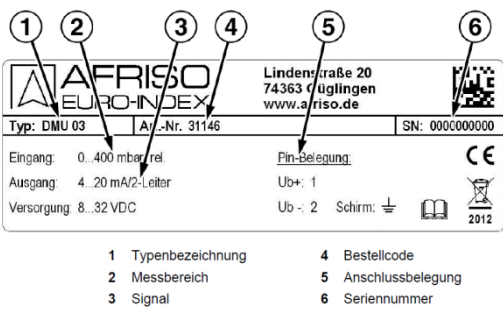 1 2 3 4 5 6
AFRISO
EURO-INDEX
Lindenstraße 20
74363 Güglingen
www.afriso.de
Typ: DMU 03 Art.-Nr. 31146 SN: 0000000000
Eingang: 0...400 mbar rel. Pin-Belegung: CE
Ausgang: 4...20 mA/2-Leiter Ub+: 1
Versorgung: 8...32 VDC Ub -: 2 Schirm: 2012
1 Typenbezeichnung 4 Bestellcode
2 Messbereich 5 Anschlussbelegung
3 Signal 6 Seriennummer